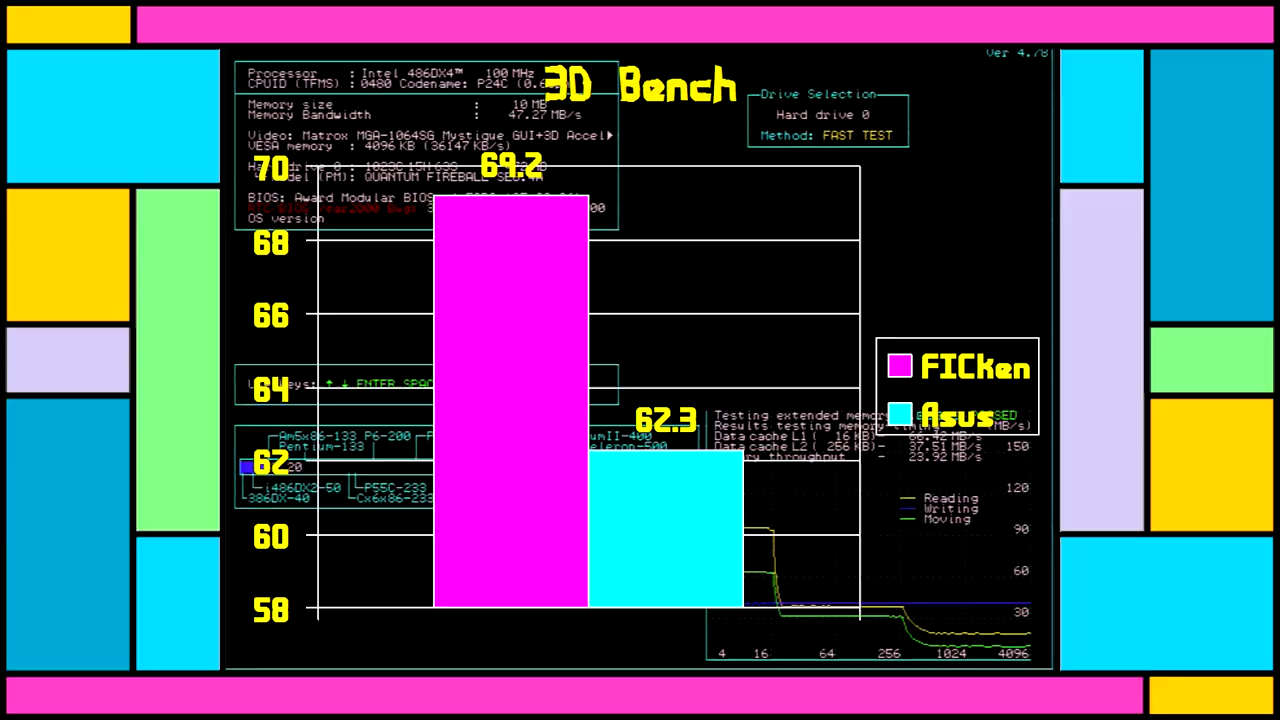 Ver 4.78
Processor : Intel 486DX4™ 100 MHz
CPUID (TFMS) : 0480 Codename: P24C (0.6
3D Bench
Memory size : 10 MB
Memory Bandwidth : 47.27 MB/s
Drive Selection
Hard drive 0
Method: FAST TEST
Video: Matrox MGA-1064SG Mystique GUI+3D Accel
VESA memory : 4096 KB (36147 KB/s)
70
69.2
(PM): QUANTUM FIREBALL
BIOS: Award Modular BIOS
OS version
68
66
64
ENTER
FICken
Asus
62.3
Testing extended
Results testing memory (MB/s)
Data cache L1 ( 16 KB)- 66.42 MB/s
150
Data cache L2 ( 256 KB)- 37.51 MB/s
throughput - 23.92 MB/s
Am5x86-133 P6-200
Pentium-133
62
i486DX2-50 P55C-233
386DX-40 Cx6x86-233
120
Reading
Writing
Moving
90
60
60
58
30
4 16 64 256 1024 4096